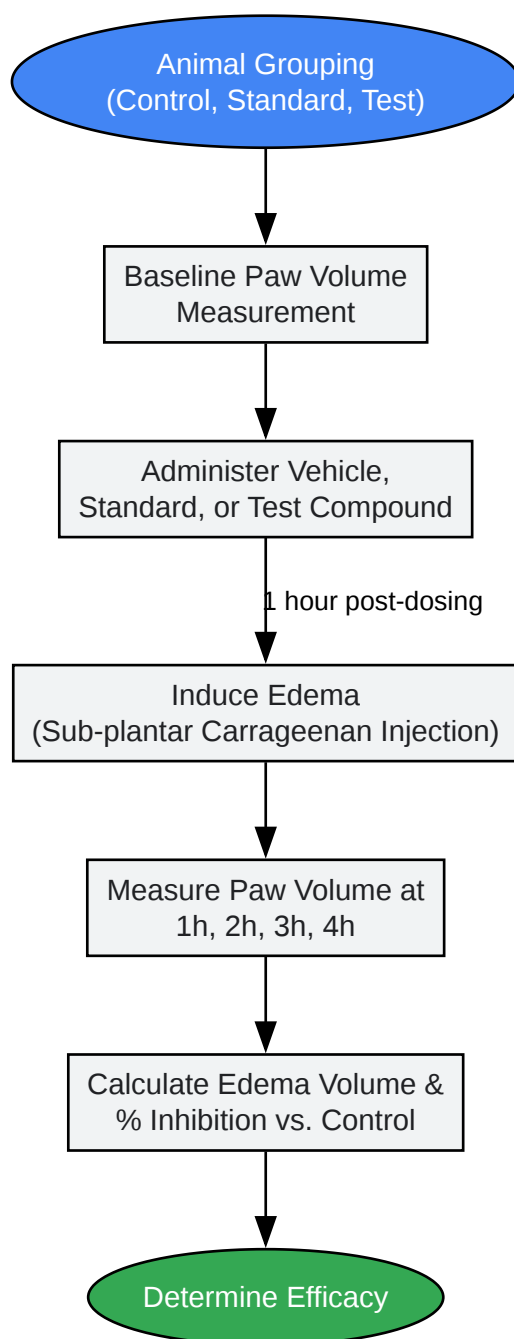 Animal Grouping
(Control, Standard, Test)
Baseline Paw Volume
Measurement
Administer Vehicle,
Standard, or Test Compound
1 hour post-dosing
Induce Edema
(Sub-plantar Carrageenan Injection)
Measure Paw Volume at
1h, 2h, 3h, 4h
Calculate Edema Volume &
% Inhibition vs. Control
Determine Efficacy